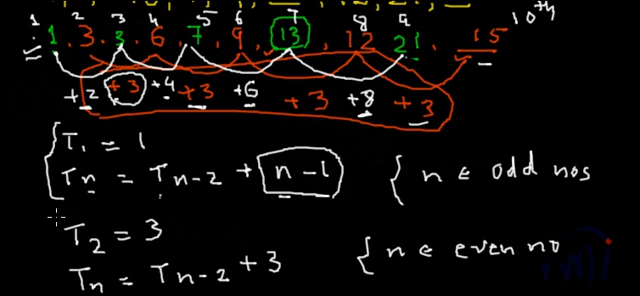 1 2 3 4 5 6 7 8 9 10th
1, 3, 3, 6, 7, 9, 13, 12, 21, 15
+2 +3 +4 +3 +6 +3 +8 +3
T1 = 1
Tn = Tn-2 + n-1 { n ∈ odd nos
T2 = 3
Tn = Tn-2 + 3 { n ∈ even no